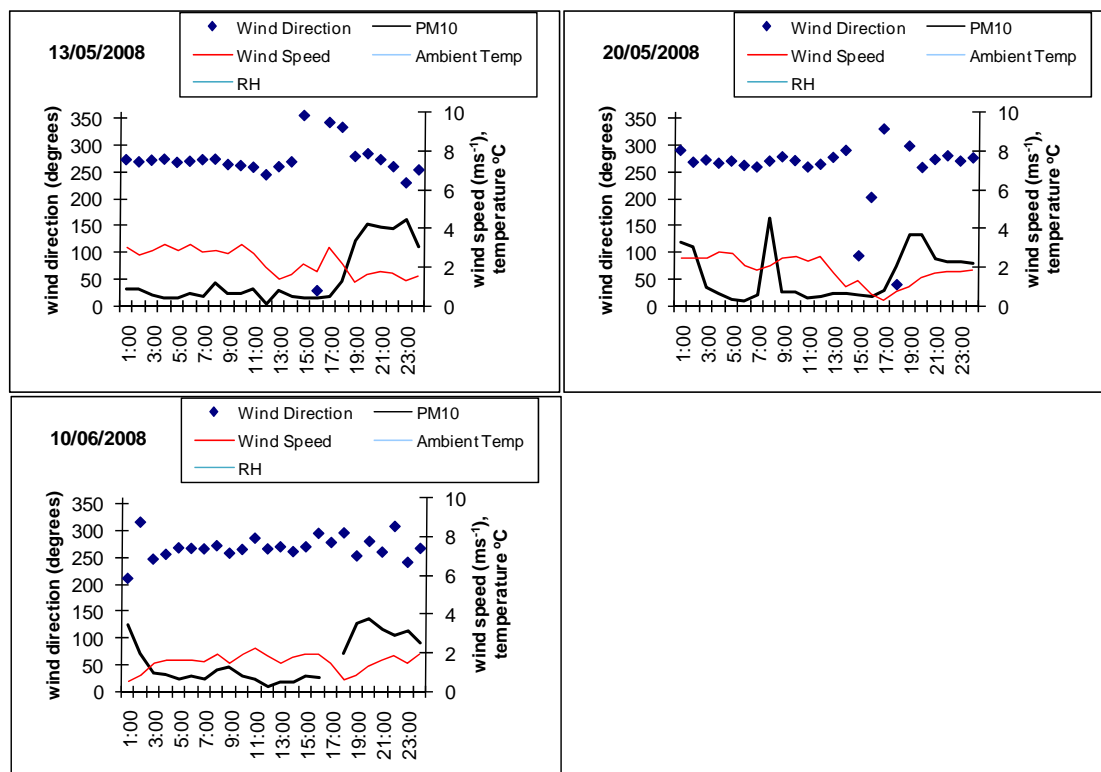 13/05/2008
Wind Direction PM10
Wind Speed Ambient Temp
RH
wind direction (degrees)
350
300
250
200
150
100
50
0
10
8
6
4
2
0
wind speed (ms-1),
temperature ºC
1:00 3:00 5:00 7:00 9:00 11:00 13:00 15:00 17:00 19:00 21:00 23:00
20/05/2008
Wind Direction PM10
Wind Speed Ambient Temp
RH
wind direction (degrees)
350
300
250
200
150
100
50
0
10
8
6
4
2
0
wind speed (ms-1),
temperature ºC
1:00 3:00 5:00 7:00 9:00 11:00 13:00 15:00 17:00 19:00 21:00 23:00
10/06/2008
Wind Direction PM10
Wind Speed Ambient Temp
RH
wind direction (degrees)
350
300
250
200
150
100
50
0
10
8
6
4
2
0
wind speed (ms-1),
temperature ºC
1:00 3:00 5:00 7:00 9:00 11:00 13:00 15:00 17:00 19:00 21:00 23:00